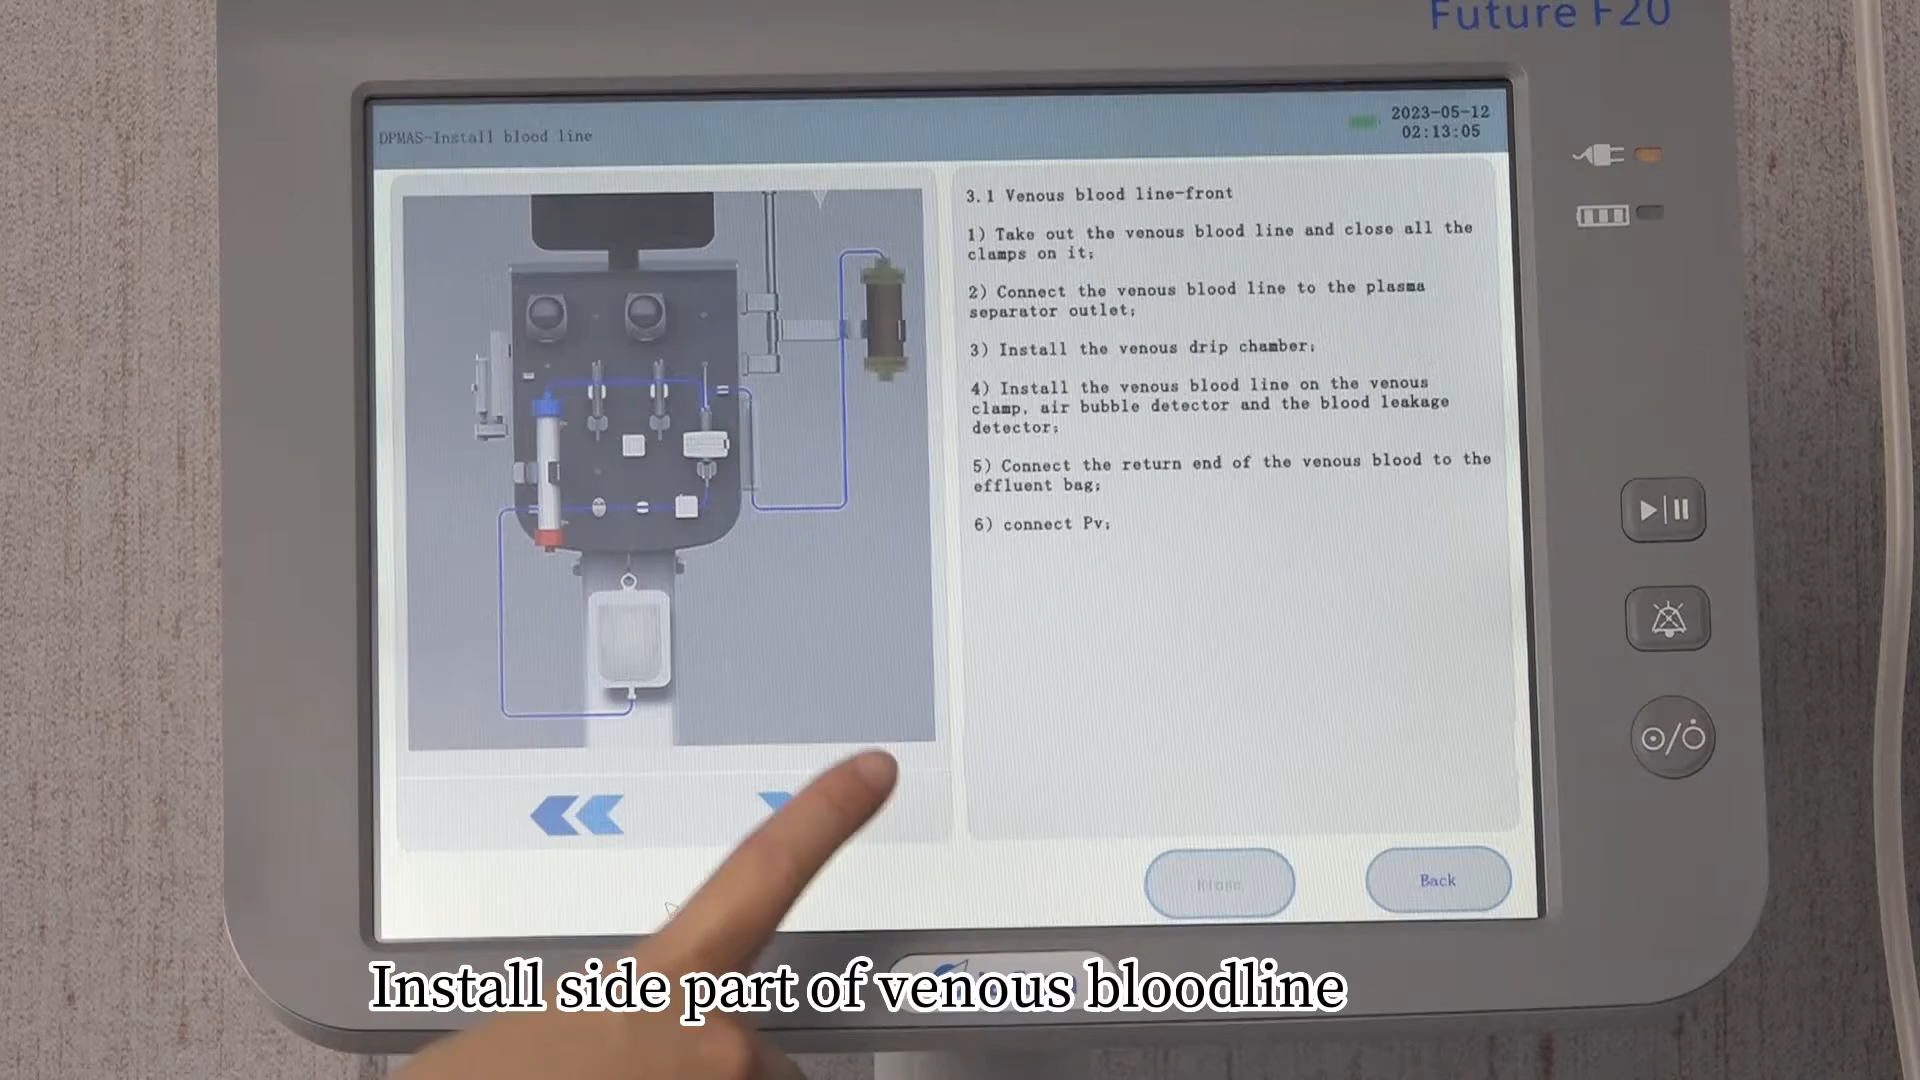 Future F20
DPMAS-Install blood line
2023-05-12
02:13:05
3.1 Venous blood line-front
1) Take out the venous blood line and close all the
clamps on it;
2) Connect the venous blood line to the plasma
separator outlet;
3) Install the venous drip chamber;
4) Install the venous blood line on the venous
clamp, air bubble detector and the blood leakage
detector;
5) Connect the return end of the venous blood to the
effluent bag;
6) connect Pv;
Back
Install side part of venous bloodline